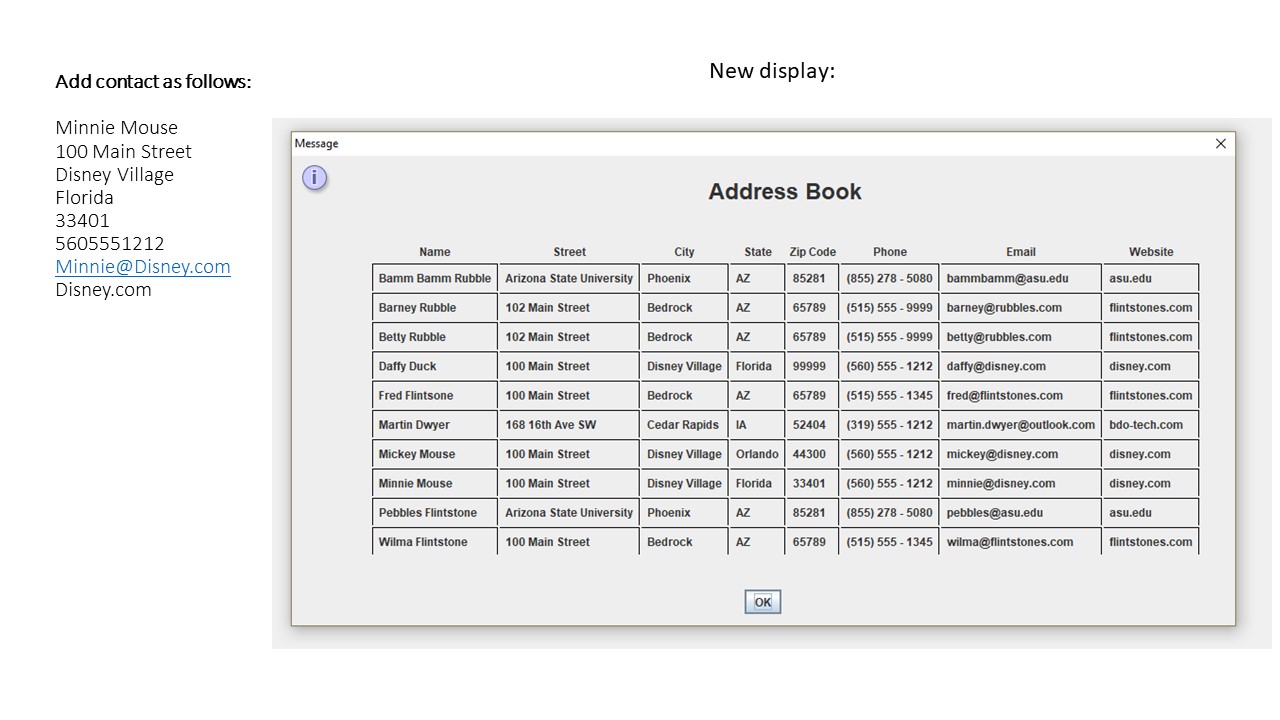 Add contact as follows:
Minnie Mouse
100 Main Street
Disney Village
Florida
33401
5605551212
Minnie@Disney.com
Disney.com
New display:
Message
Address Book
Name Street City State Zip Code Phone Email Website
Bamm Bamm Rubble Arizona State University Phoenix AZ 85281 (855) 278 - 5080 bammbamm@asu.edu asu.edu
Barney Rubble 102 Main Street Bedrock AZ 65789 (515) 555 - 9999 barney@rubbles.com flintstones.com
Betty Rubble 102 Main Street Bedrock AZ 65789 (515) 555 - 9999 betty@rubbles.com flintstones.com
Daffy Duck 100 Main Street Disney Village Florida 99999 (560) 555 - 1212 daffy@disney.com disney.com
Fred Flintsone 100 Main Street Bedrock AZ 65789 (515) 555 - 1345 fred@flintstones.com flintstones.com
Martin Dwyer 168 16th Ave SW Cedar Rapids IA 52404 (319) 555 - 1212 martin.dwyer@outlook.com bdo-tech.com
Mickey Mouse 100 Main Street Disney Village Orlando 44300 (560) 555 - 1212 mickey@disney.com disney.com
Minnie Mouse 100 Main Street Disney Village Florida 33401 (560) 555 - 1212 minnie@disney.com disney.com
Pebbles Flintstone Arizona State University Phoenix AZ 85281 (855) 278 - 5080 pebbles@asu.edu asu.edu
Wilma Flintstone 100 Main Street Bedrock AZ 65789 (515) 555 - 1345 wilma@flintstones.com flintstones.com
OK